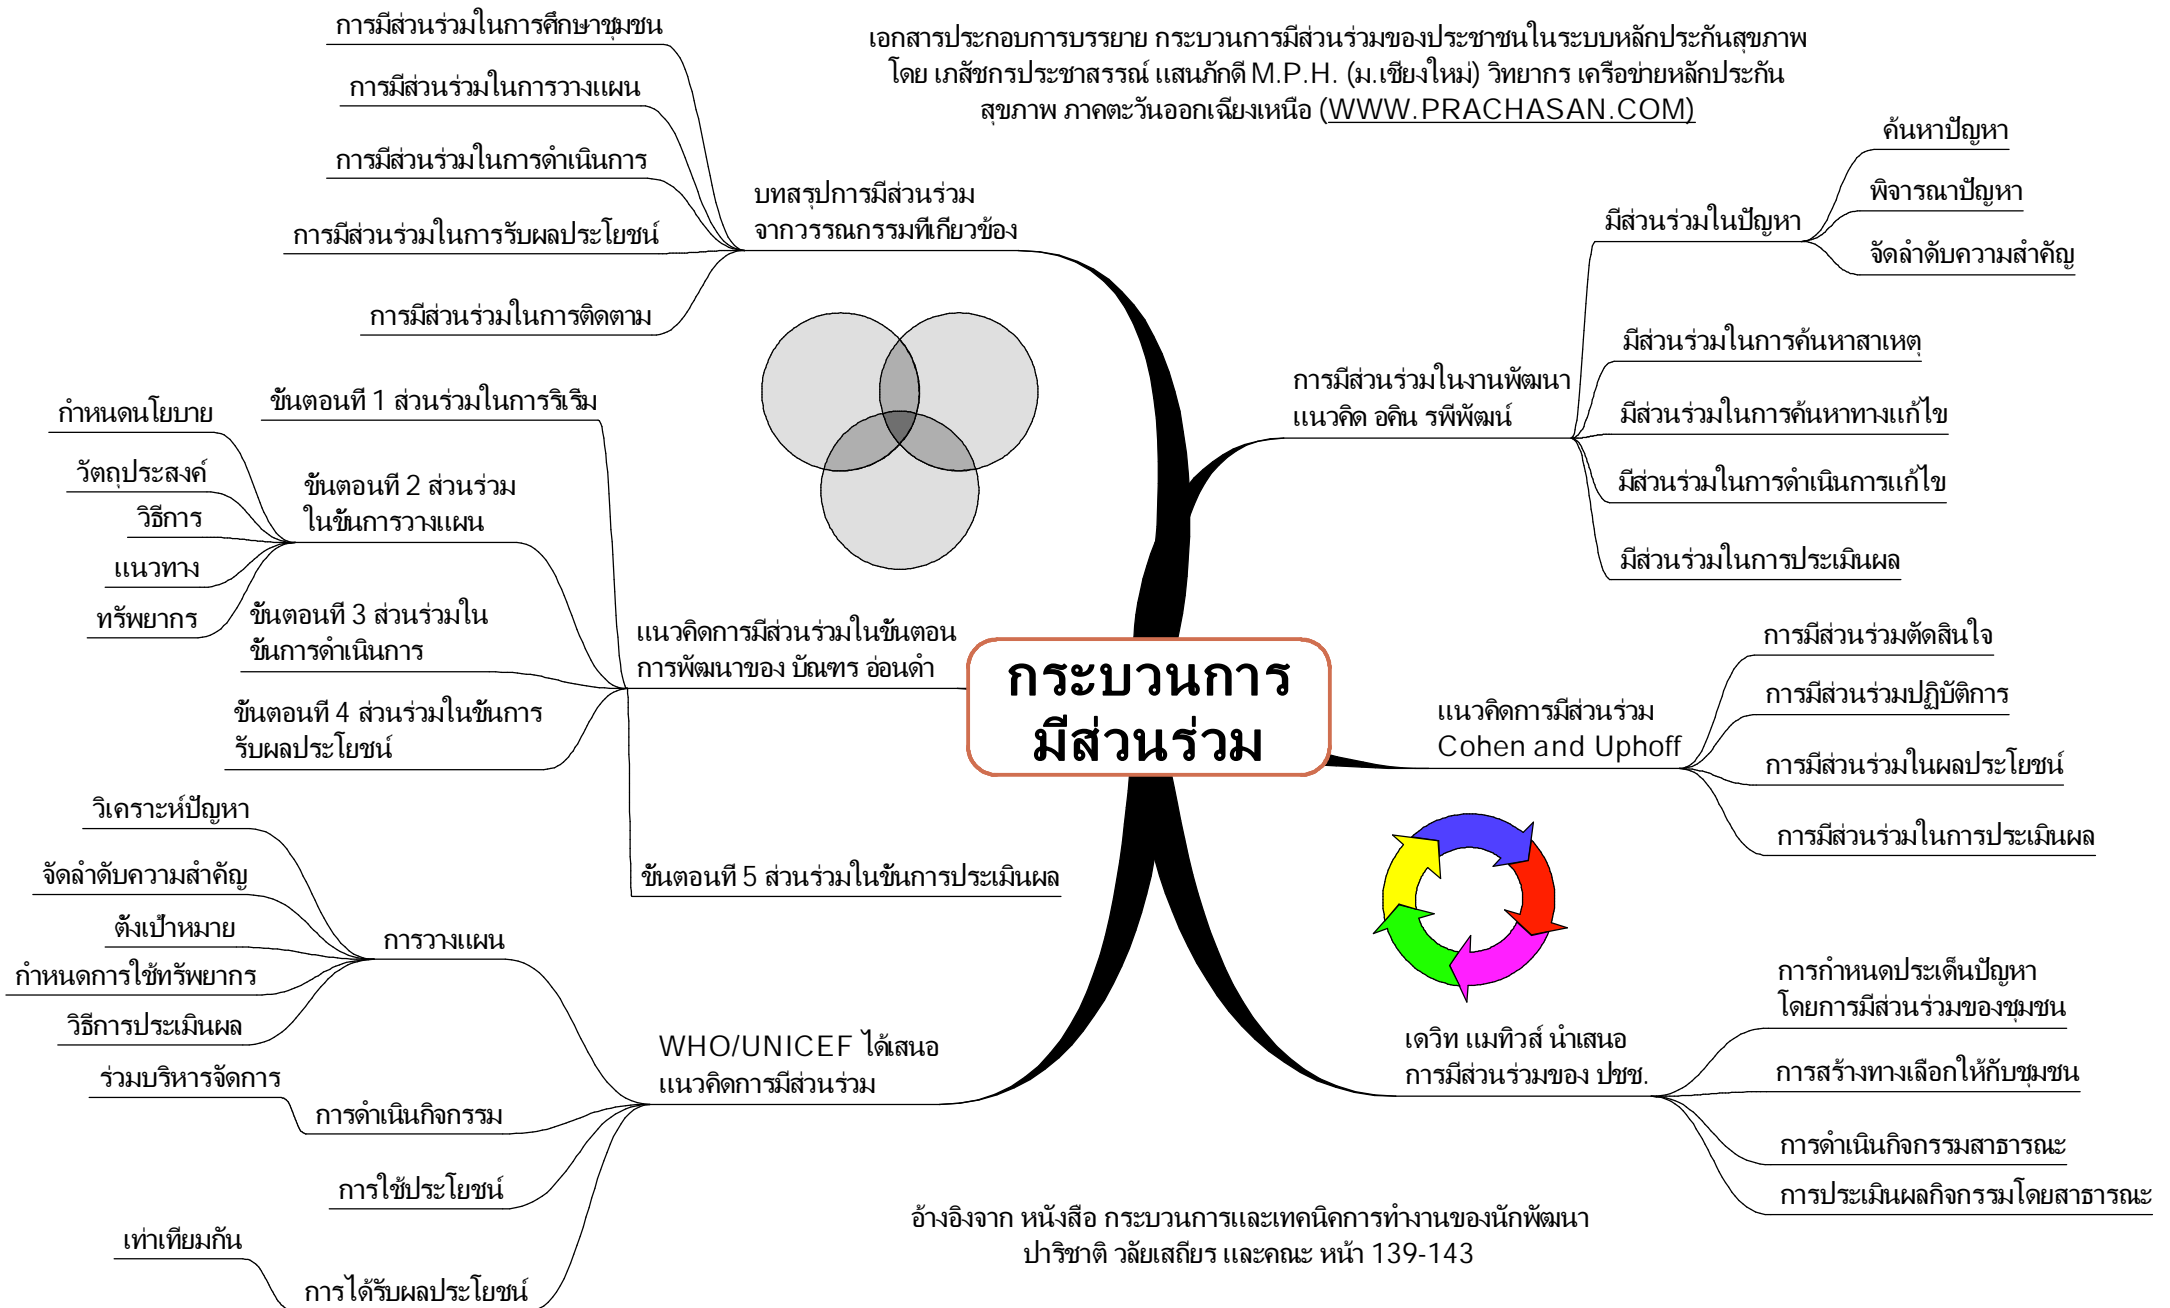 เอกสารประกอบการบรรยาย กระบวนการมีส่วนร่วมของประชาชนในระบบหลักประกันสุขภาพ
โดย เภสัชกรประชาสรรณ์ แสนภักดี M.P.H. (ม.เชียงใหม่) วิทยากร เครือข่ายหลักประกัน
สุขภาพ ภาคตะวันออกเฉียงเหนือ (WWW.PRACHASAN.COM)
กระบวนการ
มีส่วนร่วม
บทสรุปการมีส่วนร่วม
จากวรรณกรรมที่เกี่ยวข้อง
การมีส่วนร่วมในการศึกษาชุมชน
การมีส่วนร่วมในการวางแผน
การมีส่วนร่วมในการดำเนินการ
การมีส่วนร่วมในการรับผลประโยชน์
การมีส่วนร่วมในการติดตาม
การมีส่วนร่วมในงานพัฒนา
แนวคิด อคิน รพีพัฒน์
มีส่วนร่วมในปัญหา
ค้นหาปัญหา
พิจารณาปัญหา
จัดลำดับความสำคัญ
มีส่วนร่วมในการค้นหาสาเหตุ
มีส่วนร่วมในการค้นหาทางแก้ไข
มีส่วนร่วมในการดำเนินการแก้ไข
มีส่วนร่วมในการประเมินผล
แนวคิดการมีส่วนร่วมในขั้นตอน
การพัฒนาของ บัณฑร อ่อนดำ
ขั้นตอนที่ 1 ส่วนร่วมในการริเริ่ม
ขั้นตอนที่ 2 ส่วนร่วม
ในขั้นการวางแผน
กำหนดนโยบาย
วัตถุประสงค์
วิธีการ
แนวทาง
ทรัพยากร
ขั้นตอนที่ 3 ส่วนร่วมใน
ขั้นการดำเนินการ
ขั้นตอนที่ 4 ส่วนร่วมในขั้นการ
รับผลประโยชน์
ขั้นตอนที่ 5 ส่วนร่วมในขั้นการประเมินผล
แนวคิดการมีส่วนร่วม
Cohen and Uphoff
การมีส่วนร่วมตัดสินใจ
การมีส่วนร่วมปฏิบัติการ
การมีส่วนร่วมในผลประโยชน์
การมีส่วนร่วมในการประเมินผล
WHO/UNICEF ได้เสนอ
แนวคิดการมีส่วนร่วม
การวางแผน
วิเคราะห์ปัญหา
จัดลำดับความสำคัญ
ตั้งเป้าหมาย
กำหนดการใช้ทรัพยากร
วิธีการประเมินผล
การดำเนินกิจกรรม
ร่วมบริหารจัดการ
การใช้ประโยชน์
การได้รับผลประโยชน์
เท่าเทียมกัน
เดวิท แมทิวส์ นำเสนอ
การมีส่วนร่วมของ ปชช.
การกำหนดประเด็นปัญหา
โดยการมีส่วนร่วมของชุมชน
การสร้างทางเลือกให้กับชุมชน
การดำเนินกิจกรรมสาธารณะ
การประเมินผลกิจกรรมโดยสาธารณะ
อ้างอิงจาก หนังสือ กระบวนการและเทคนิคการทำงานของนักพัฒนา
ปาริชาติ วลัยเสถียร และคณะ หน้า 139-143